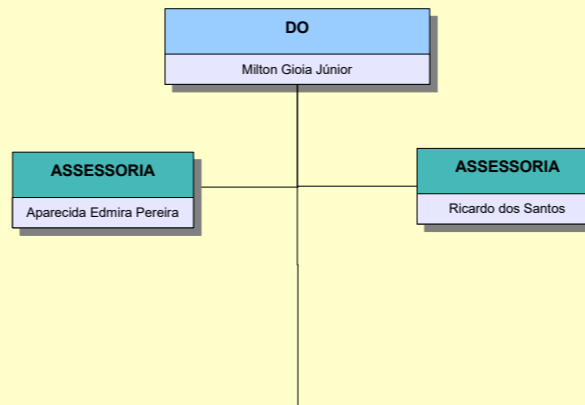 DO
Milton Gioia Júnior
ASSESSORIA
Aparecida Edmira Pereira
ASSESSORIA
Ricardo dos Santos